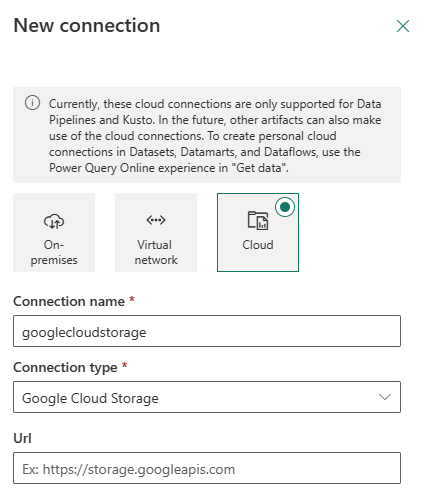 New connection
Currently, these cloud connections are only supported for Data
Pipelines and Kusto. In the future, other artifacts can also make
use of the cloud connections. To create personal cloud
connections in Datasets, Datamarts, and Dataflows, use the
Power Query Online experience in "Get data".
On-
premises
Virtual
network
Cloud
Connection name *
googlecloudstorage
Connection type *
Google Cloud Storage
Url
Ex: https://storage.googleapis.com